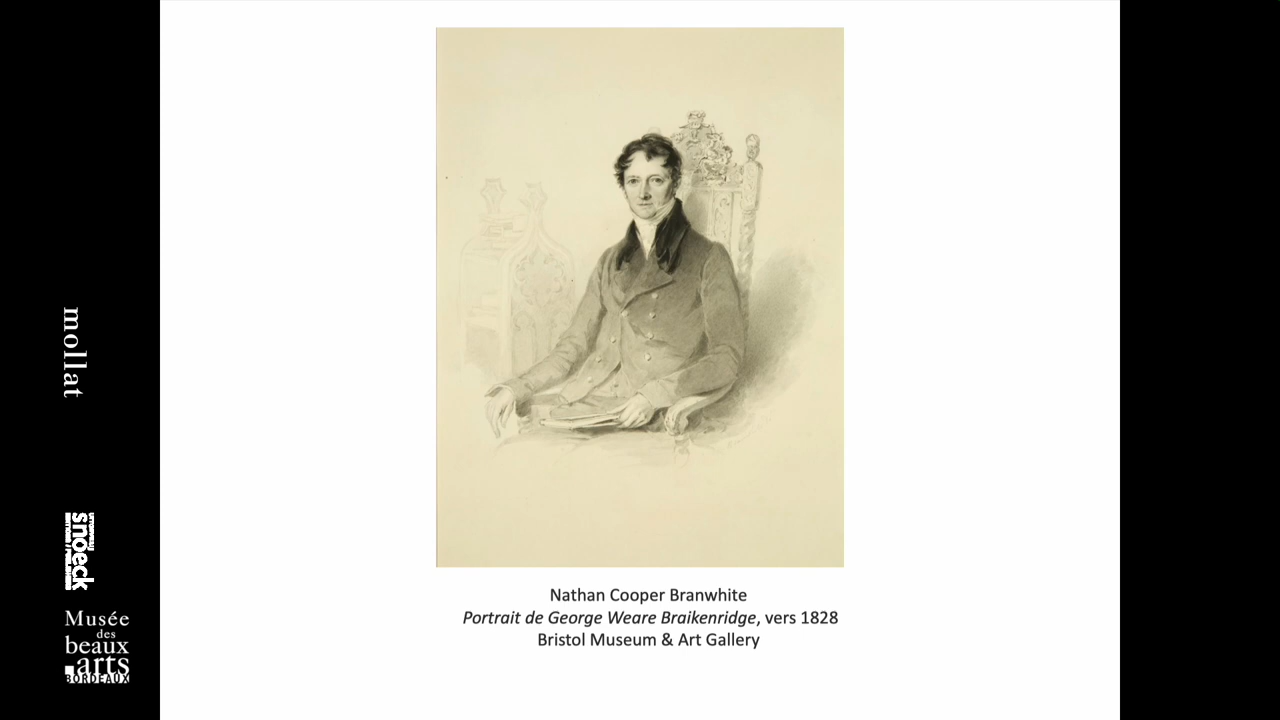 mollat
snoeck
Musée
des
beaux
.arts
BORDEAUX
Nathan Cooper Branwhite
Portrait de George Weare Braikenridge, vers 1828
Bristol Museum & Art Gallery